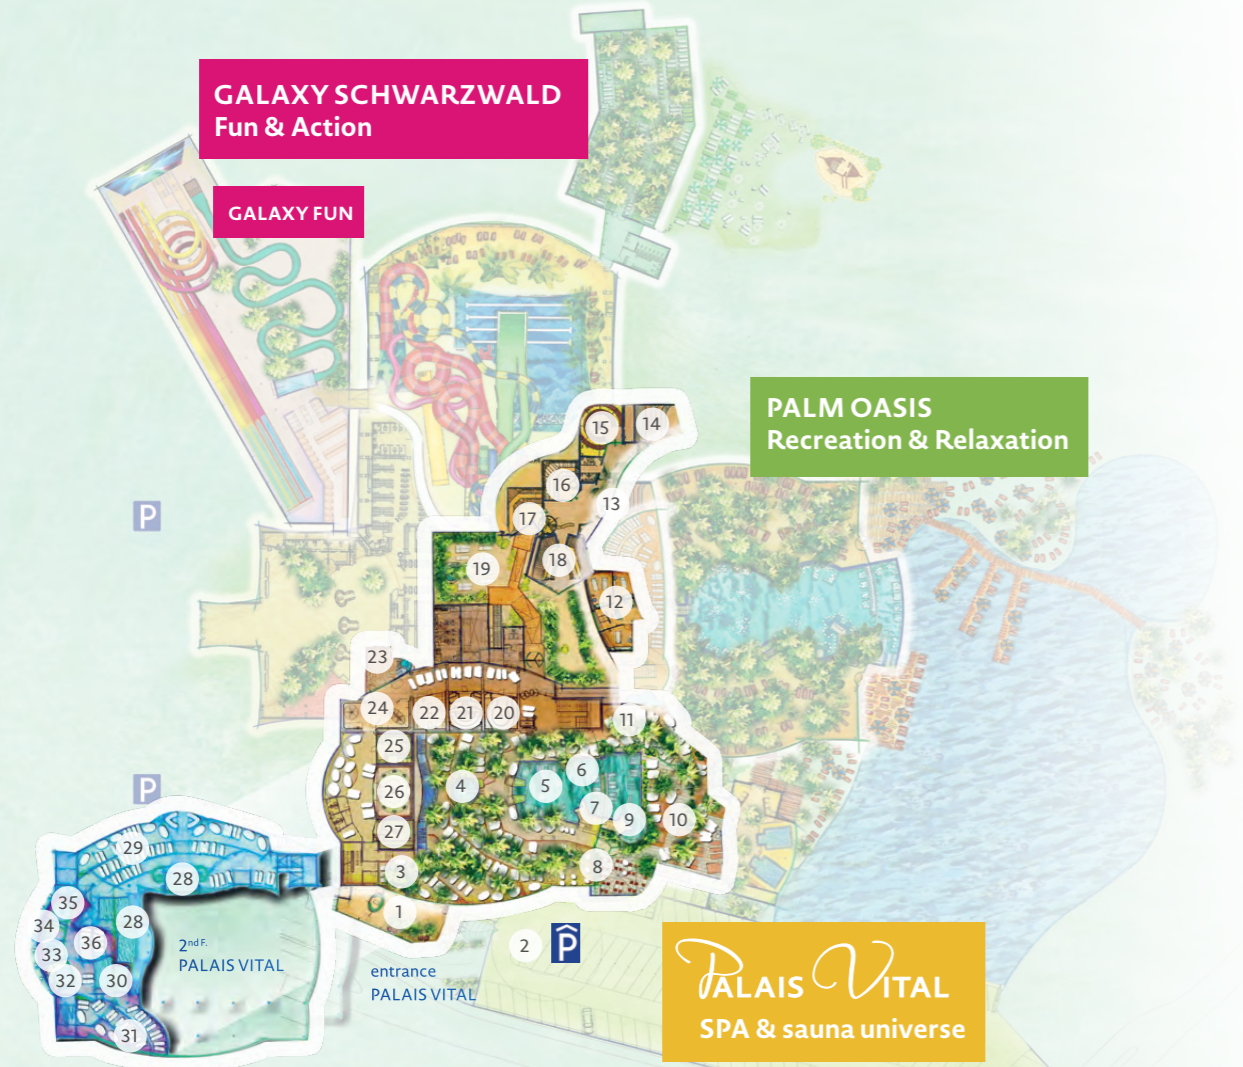 GALAXY SCHWARZWALD
Fun & Action
GALAXY FUN
PALM OASIS
Recreation & Relaxation
15
14
16
13
17
18
19
12
P
23
24
22
21
20
11
25
4
5
6
26
7
9
10
27
P
3
8
29
28
1
35
34
28
36
33
32
30
31
2nd F.
PALAIS VITAL
entrance
PALAIS VITAL
2
P
PALAIS VITAL
SPA & sauna universe